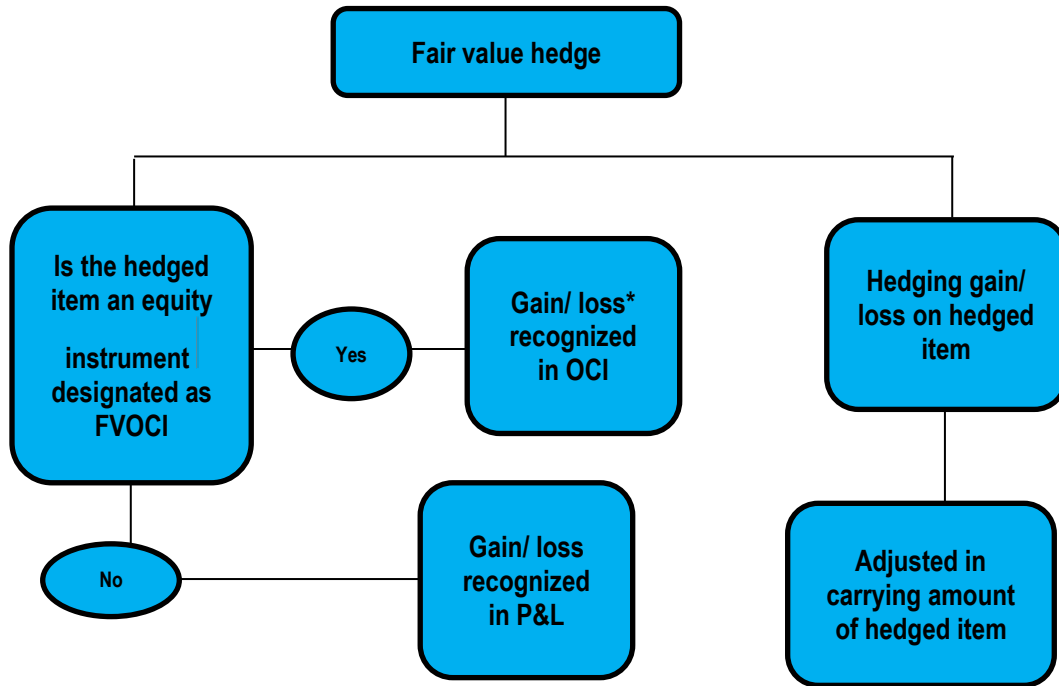 Fair value hedge
Is the hedged
item an equity
instrument
designated as
FVOCI
Yes
Gain/ loss*
recognized
in OCI
No
Gain/ loss
recognized
in P&L
Hedging gain/
loss on hedged
item
Adjusted in
carrying amount
of hedged item